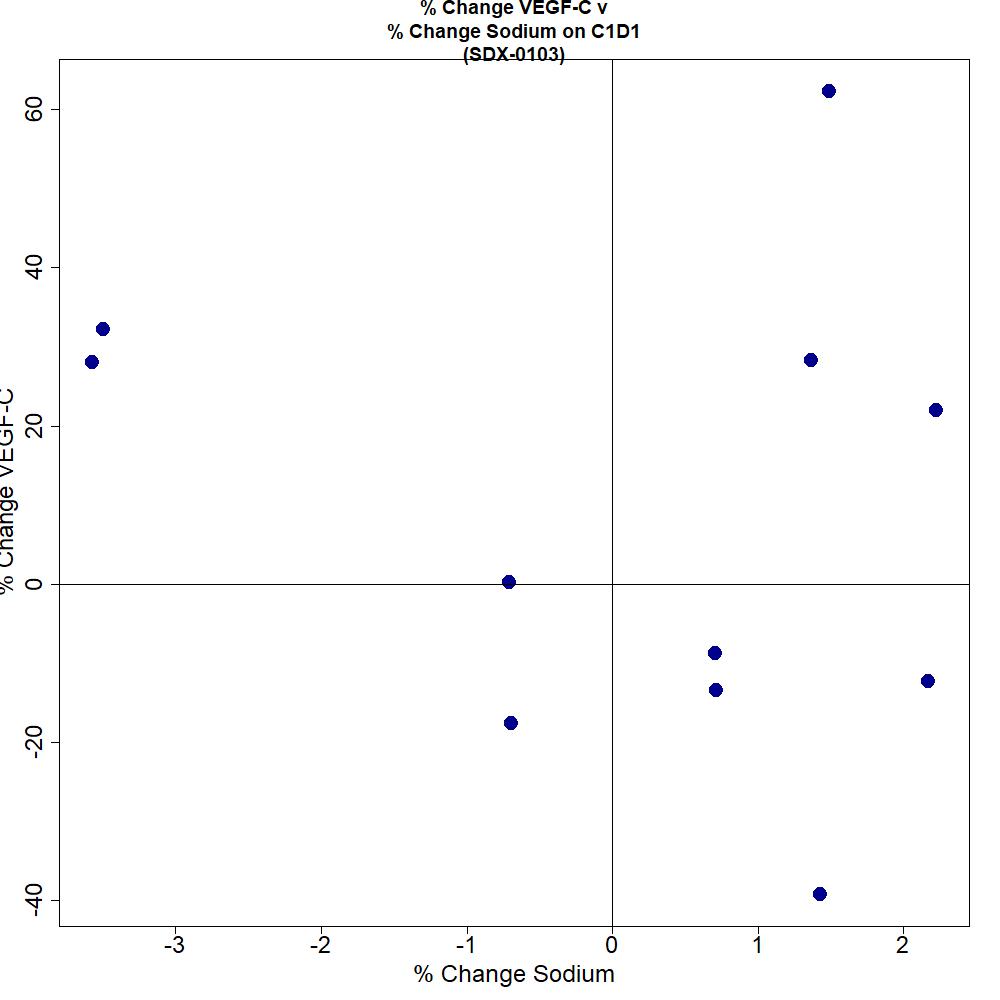 % Change VEGF-C v
% Change Sodium on C1D1
(SDX-0103)
60
40
20
0
-20
-40
% Change VEGF-C
-3
-2
-1
0
1
2
% Change Sodium